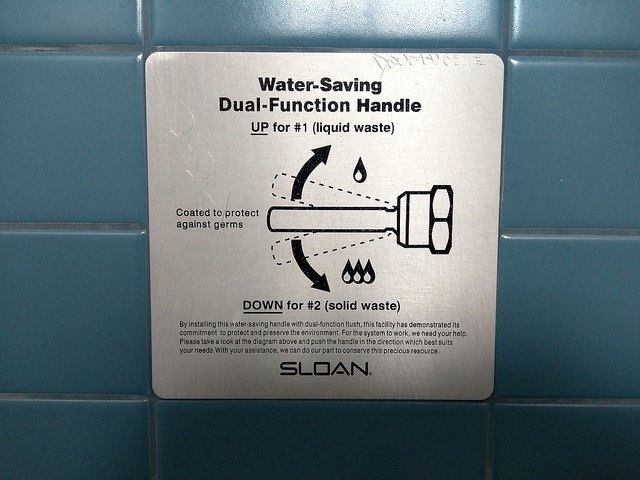 Water-Saving
Dual-Function Handle
UP for #1 (liquid waste)
Coated to protect
against germs
DOWN for #2 (solid waste)
By installing this water-saving handle with dual-function flush, this facility has demonstrated its
commitment to protect and preserve the environment. For the system to work, we need your help.
Please take a look at the diagram above and push the handle in the direction which best suits
your needs. With your assistance, we can do our part to conserve this precious resource.
SLOAN®